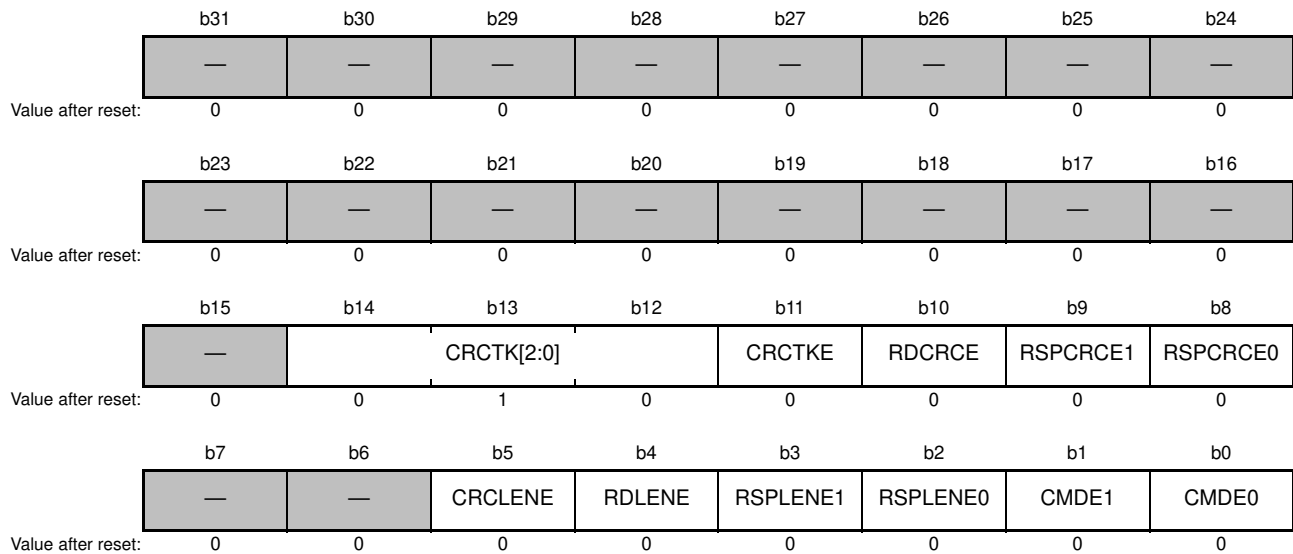 b31 b30 b29 b28 b27 b26 b25 b24
— — — — — — — —
Value after reset: 0 0 0 0 0 0 0 0
b23 b22 b21 b20 b19 b18 b17 b16
— — — — — — — —
Value after reset: 0 0 0 0 0 0 0 0
b15 b14 b13 b12 b11 b10 b9 b8
— CRCTK[2:0] CRCTKE RDCRCE RSPCRCE1 RSPCRCE0
Value after reset: 0 0 1 0 0 0 0 0
b7 b6 b5 b4 b3 b2 b1 b0
— — CRCLENE RDLENE RSPLENE1 RSPLENE0 CMDE1 CMDE0
Value after reset: 0 0 0 0 0 0 0 0